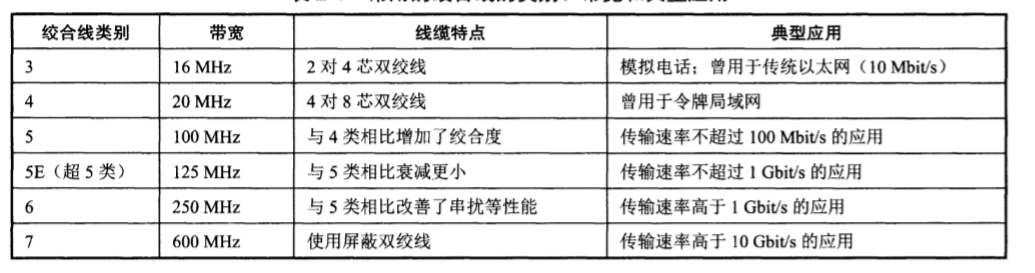 绞合线类别 带宽 线缆特点 典型应用
3 16 MHz 2 对 4 芯双绞线 模拟电话；曾用于传统以太网（10 Mbit/s）
4 20 MHz 4 对 8 芯双绞线 曾用于令牌局域网
5 100 MHz 与 4 类相比增加了绞合度 传输速率不超过 100 Mbit/s 的应用
5E（超 5 类） 125 MHz 与 5 类相比衰减更小 传输速率不超过 1 Gbit/s 的应用
6 250 MHz 与 5 类相比改善了串扰等性能 传输速率高于 1 Gbit/s 的应用
7 600 MHz 使用屏蔽双绞线 传输速率高于 10 Gbit/s 的应用